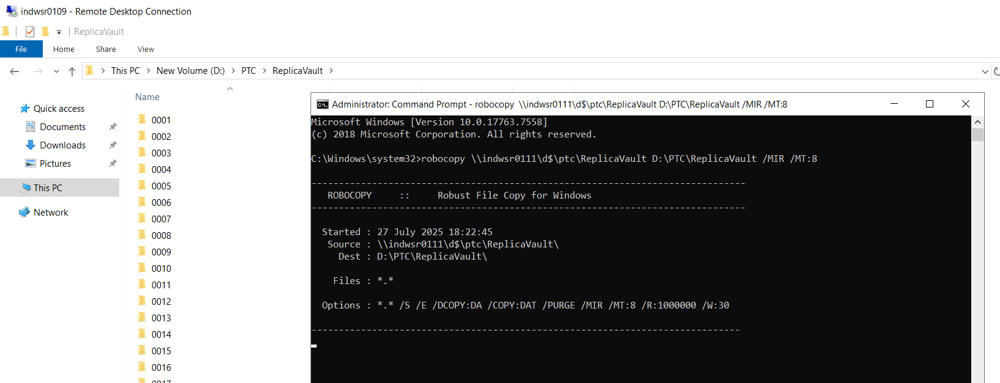 indwsr0109 - Remote Desktop Connection
ReplicaVault
File Home Share View
This PC New Volume (D:) PTC ReplicaVault
Name
Quick access
Documents
Downloads
Pictures
This PC
Network
0001
0002
0003
0004
0005
0006
0007
0008
0009
0010
0011
0012
0013
0014
0015
0016
0017
Administrator: Command Prompt - robocopy  \\indwsr0111\d$\ptc\ReplicaVault D:\PTC\ReplicaVault /MIR /MT:8
Microsoft Windows [Version 10.0.17763.7558]
(c) 2018 Microsoft Corporation. All rights reserved.
C:\Windows\system32>robocopy \\indwsr0111\d$\ptc\ReplicaVault D:\PTC\ReplicaVault /MIR /MT:8
-------------------------------------------------------------------------------
ROBOCOPY     ::     Robust File Copy for Windows
-------------------------------------------------------------------------------
Started : 27 July 2025 18:22:45
Source : \\indwsr0111\d$\ptc\ReplicaVault\
Dest : D:\PTC\ReplicaVault\
Files : *.*
Options : *.* /S /E /DCOPY:DA /COPY:DAT /PURGE /MIR /MT:8 /R:1000000 /W:30
------------------------------------------------------------------------------